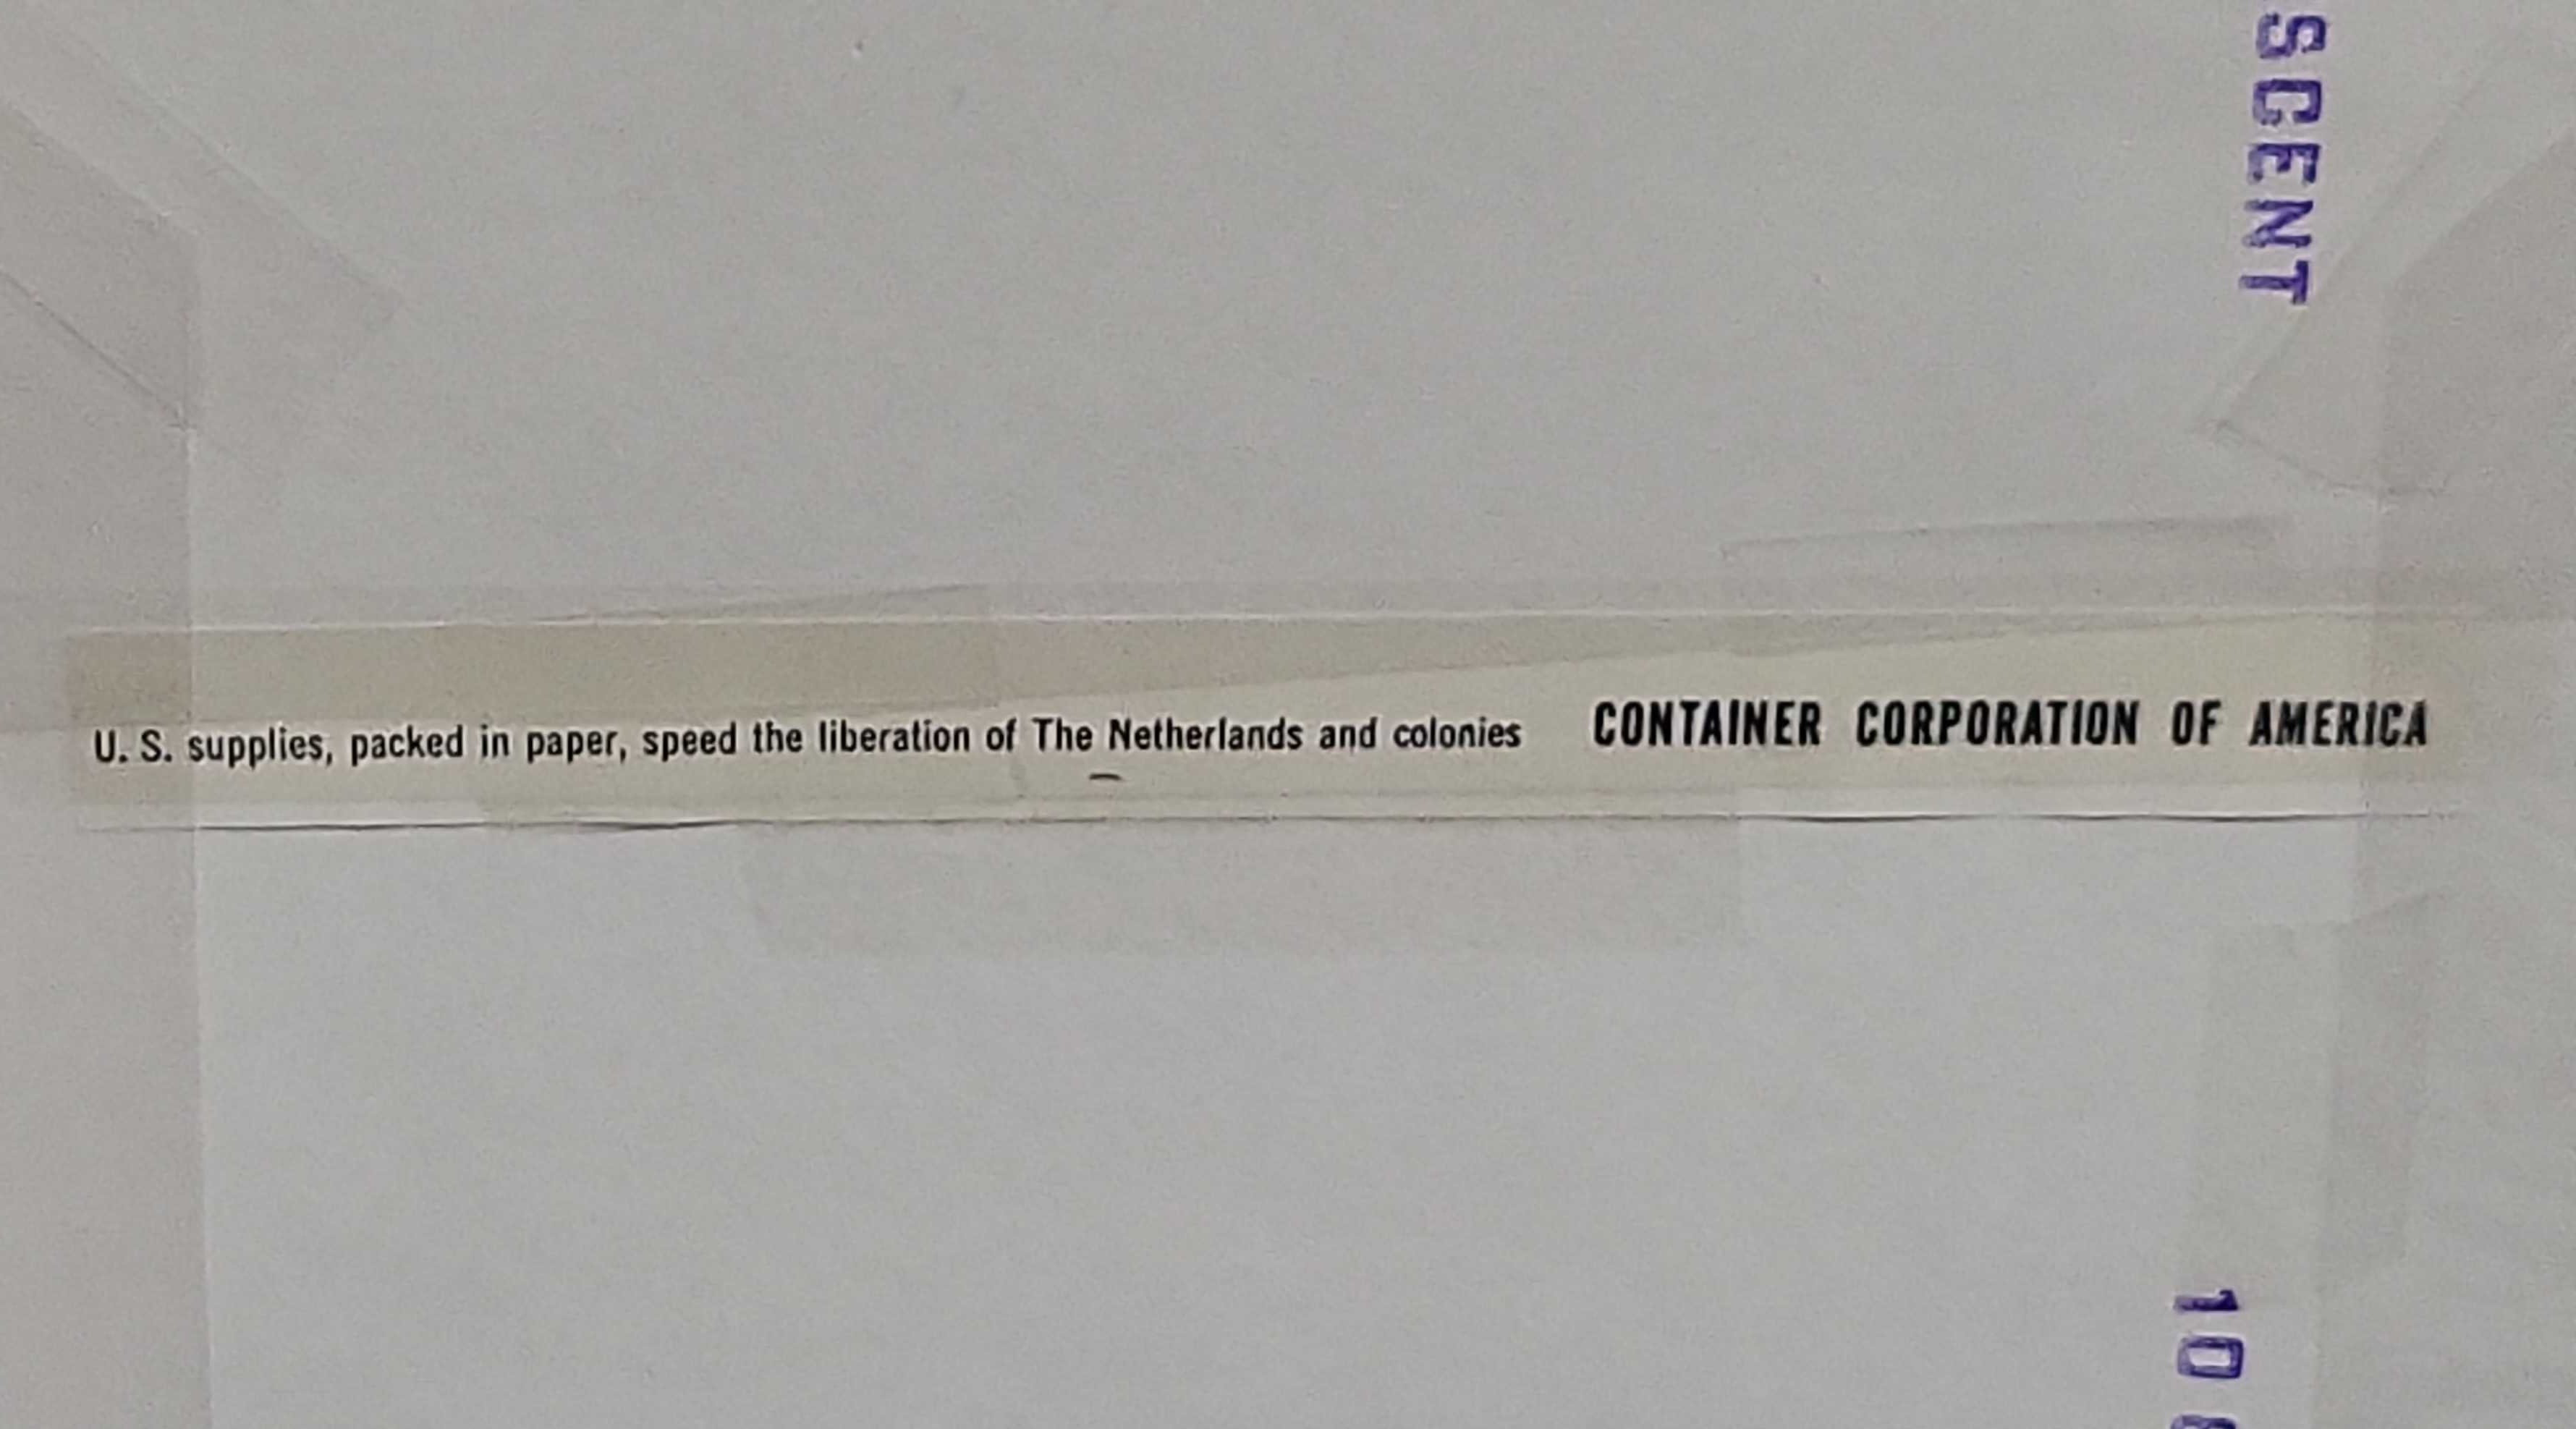 SCENT
U. S. supplies, packed in paper, speed the liberation of The Netherlands and colonies CONTAINER CORPORATION OF AMERICA
10